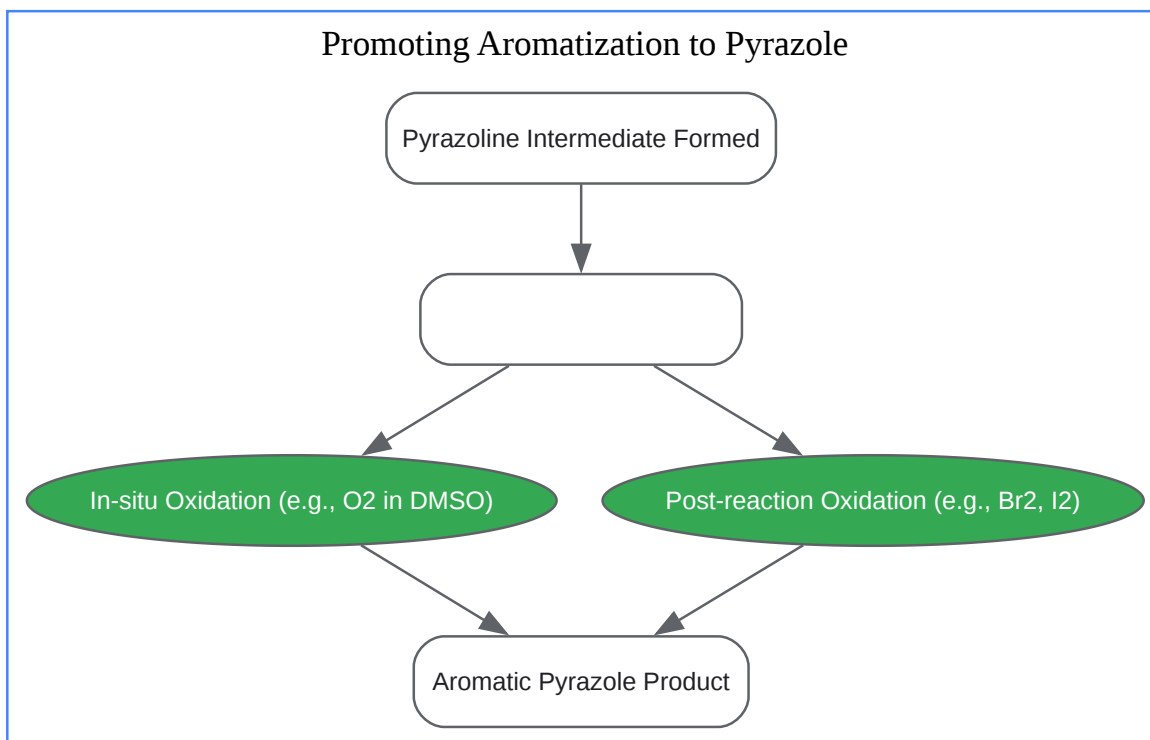 Promoting Aromatization to Pyrazole
Pyrazoline Intermediate Formed
In-situ Oxidation (e.g., O2 in DMSO)
Post-reaction Oxidation (e.g., Br2, I2)
Aromatic Pyrazole Product